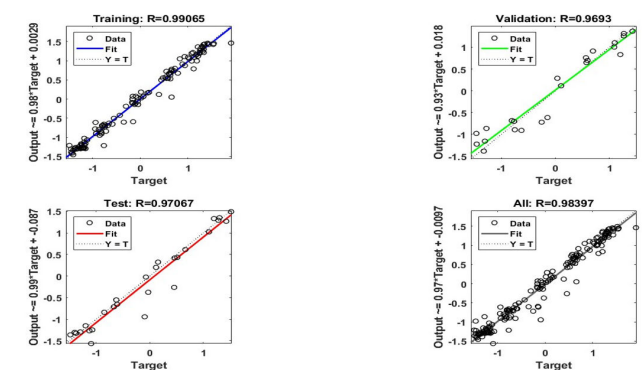 Training: R=0.99065
Output ~= 0.98*Target + 0.0029
1.5
1
0.5
0
-0.5
-1
-1.5
Data
Fit
Y = T
-1 0 1
Target
Validation: R=0.9693
Output ~= 0.93*Target + 0.018
1
0.5
0
-0.5
-1
-1.5
Data
Fit
Y = T
-1 0 1
Target
Test: R=0.97067
Output ~= 0.99*Target + -0.087
1.5
1
0.5
0
-0.5
-1
-1.5
Data
Fit
Y = T
-1 0 1
Target
All: R=0.98397
Output ~= 0.97*Target + -0.0097
1.5
1
0.5
0
-0.5
-1
-1.5
Data
Fit
Y = T
-1 0 1
Target